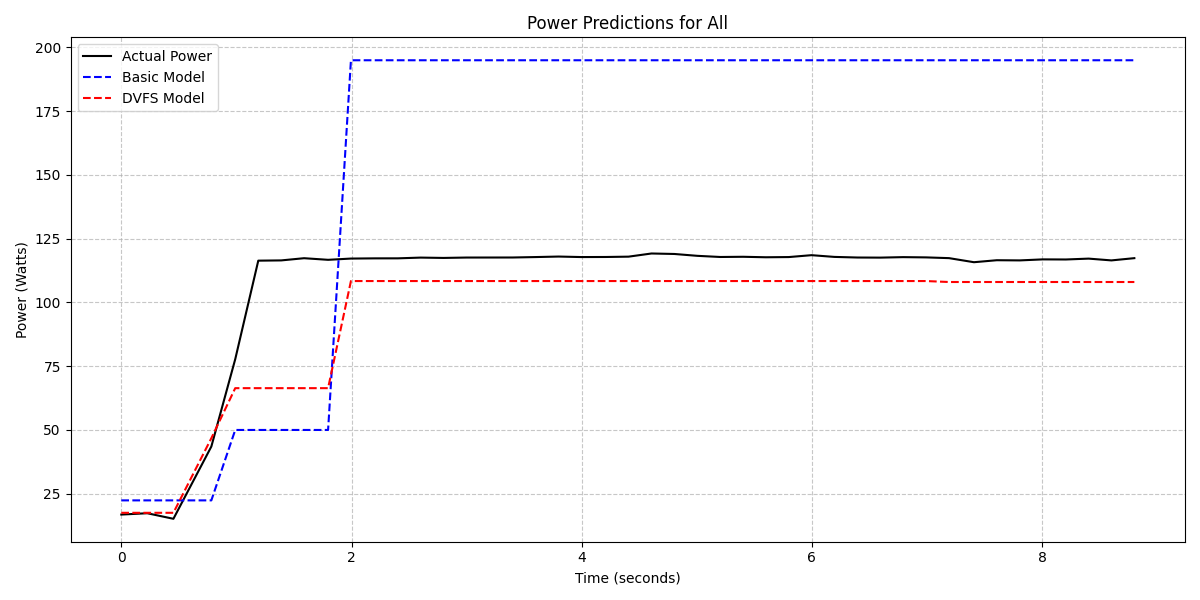 Power Predictions for All
Actual Power
Basic Model
DVFS Model
Power (Watts)
200
175
150
125
100
75
50
25
0 2 4 6 8
Time (seconds)